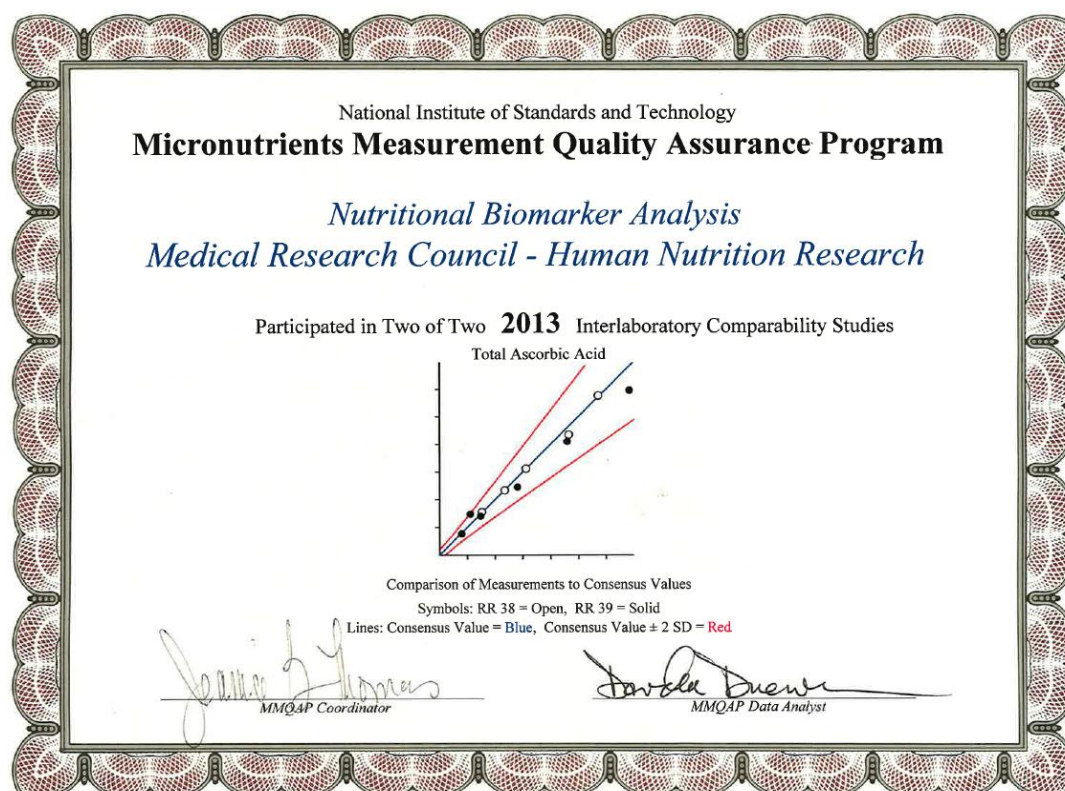 National Institute of Standards and Technology
Micronutrients Measurement Quality Assurance Program
Nutritional Biomarker Analysis
Medical Research Council - Human Nutrition Research
Participated in Two of Two 2013 Interlaboratory Comparability Studies
Total Ascorbic Acid
Comparison of Measurements to Consensus Values
Symbols: RR 38 = Open, RR 39 = Solid
Lines: Consensus Value = Blue, Consensus Value ± 2 SD = Red
MMQAP Coordinator
MMQAP Data Analyst